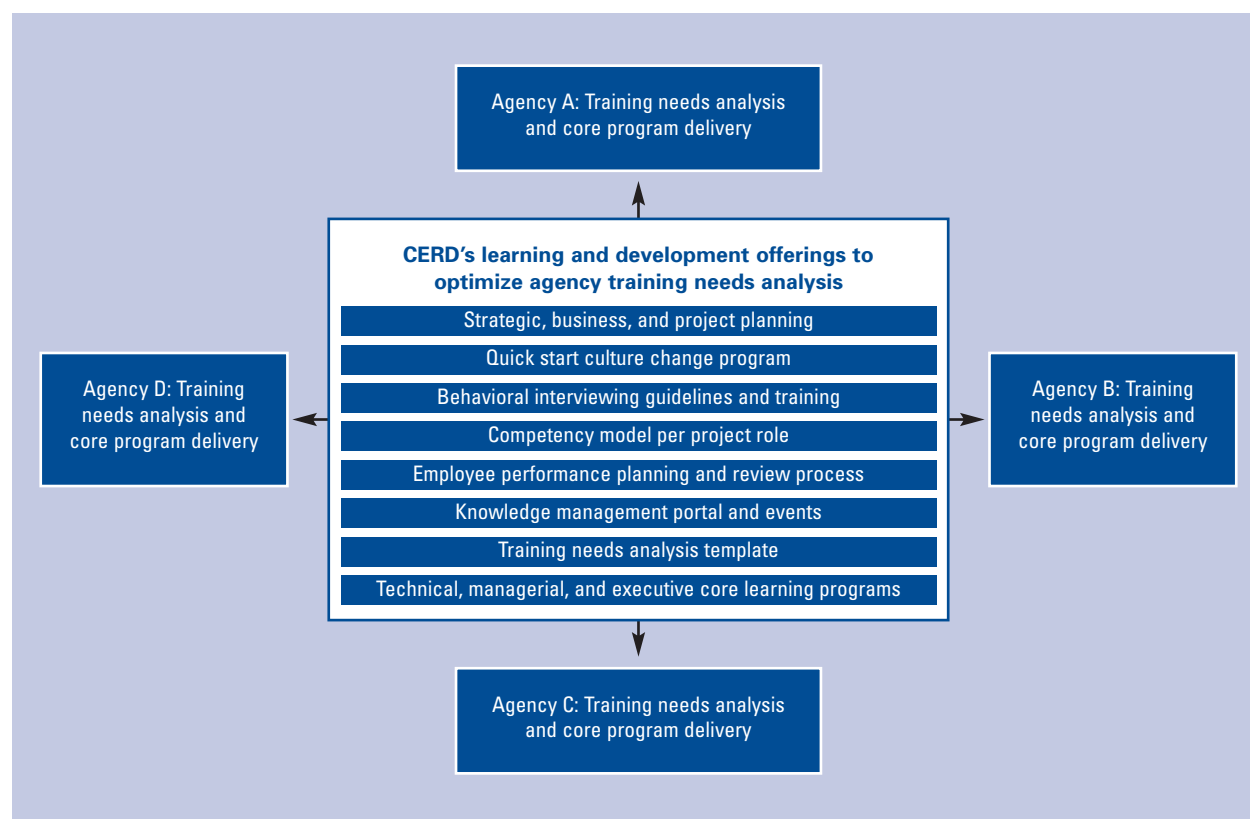 Agency A: Training needs analysis
and core program delivery
CERD’s learning and development offerings to
optimize agency training needs analysis
Strategic, business, and project planning
Quick start culture change program
Behavioral interviewing guidelines and training
Competency model per project role
Employee performance planning and review process
Knowledge management portal and events
Training needs analysis template
Technical, managerial, and executive core learning programs
Agency D: Training
needs analysis and
core program delivery
Agency B: Training
needs analysis and
core program delivery
Agency C: Training needs analysis
and core program delivery